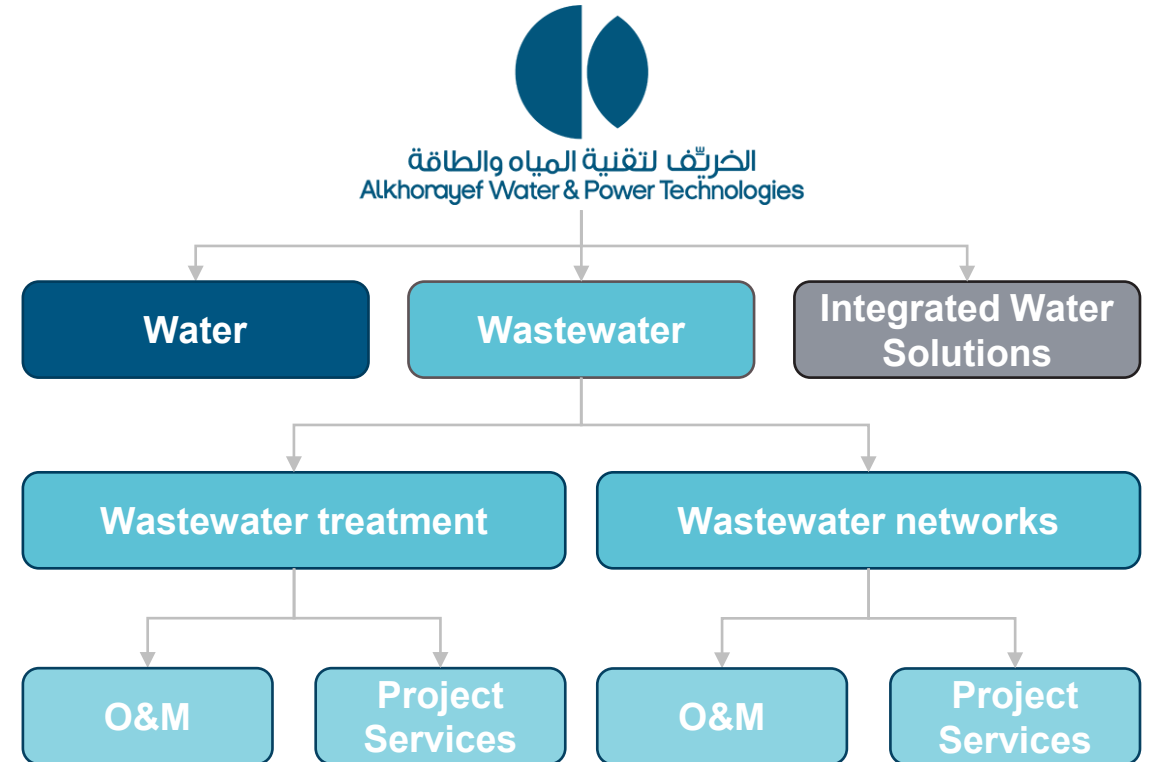 الخريّف لتقنية المياه والطاقة
Alkhorayef Water & Power Technologies
Water
Wastewater
Integrated Water
Solutions
Wastewater treatment
Wastewater networks
O&M
Project
Services
O&M
Project
Services